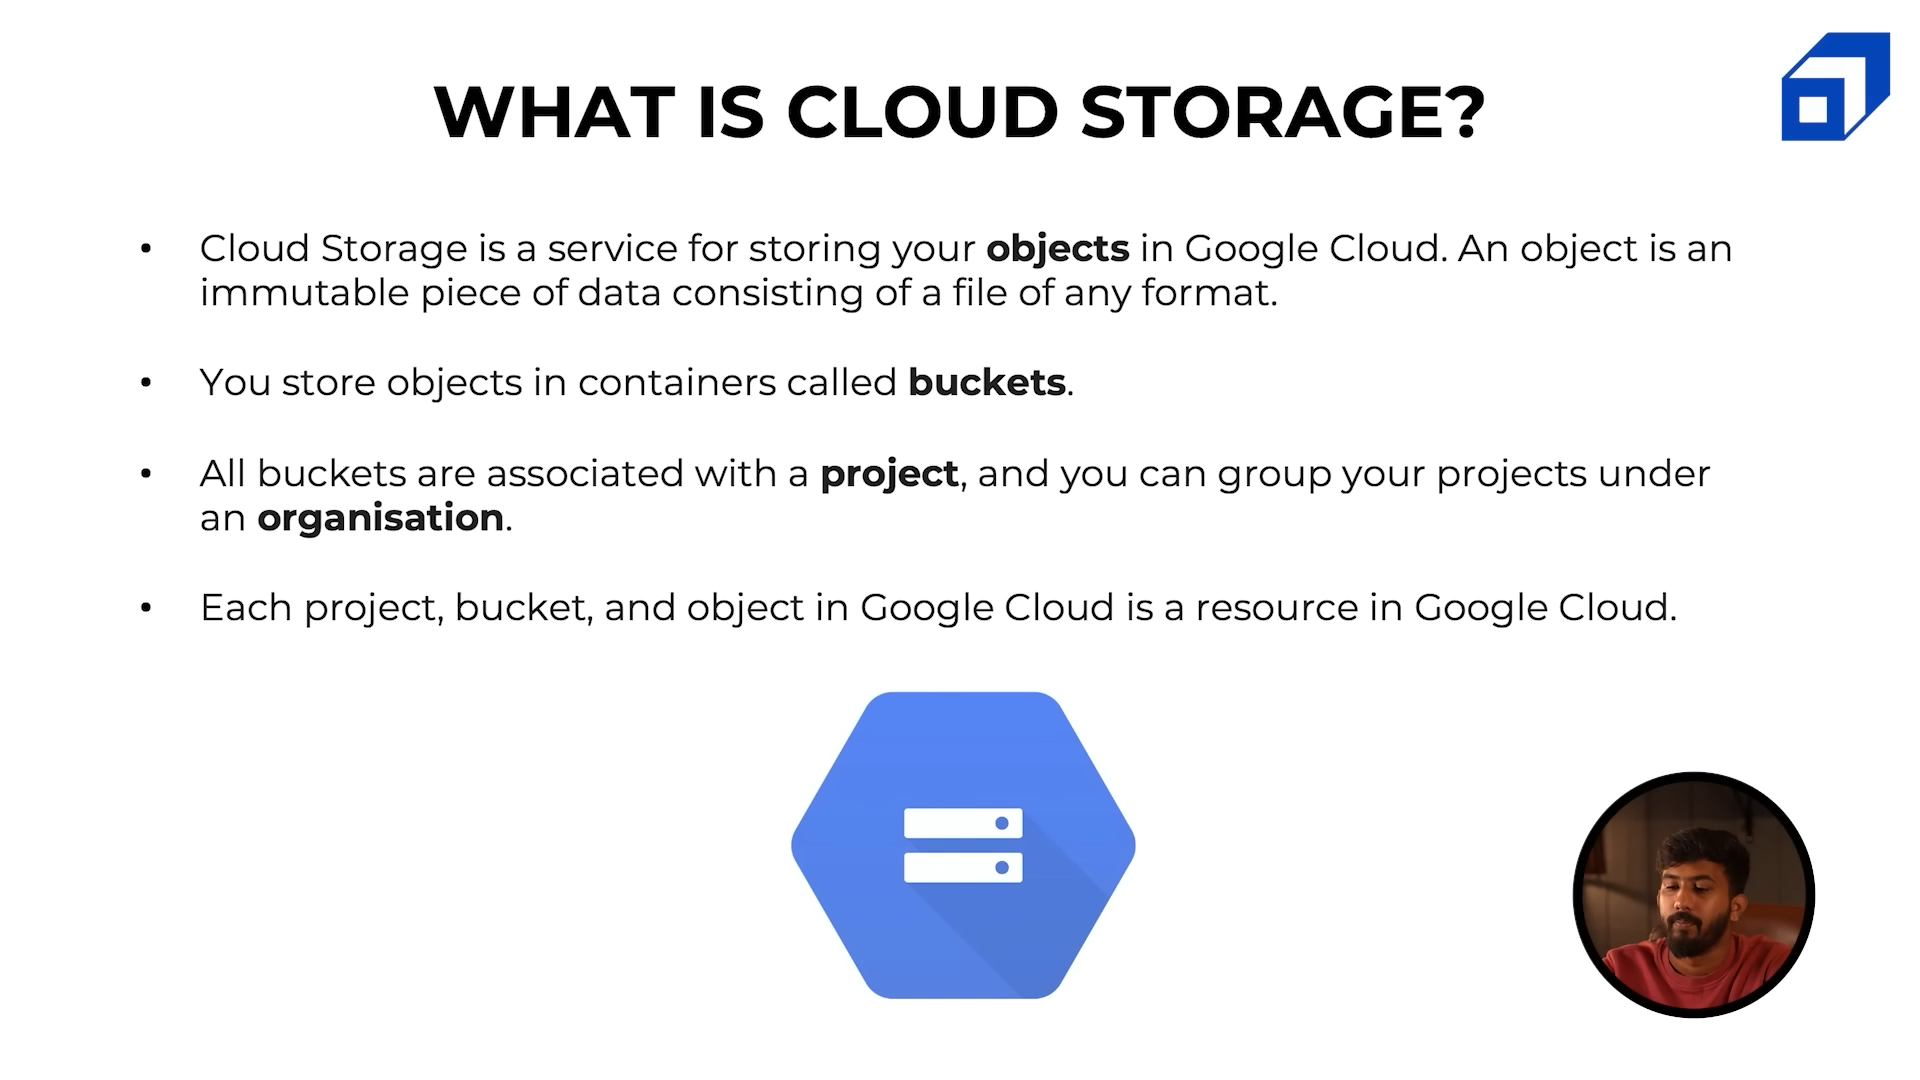 WHAT IS CLOUD STORAGE?
• Cloud Storage is a service for storing your objects in Google Cloud. An object is an
immutable piece of data consisting of a file of any format.
• You store objects in containers called buckets.
• All buckets are associated with a project, and you can group your projects under
an organisation.
• Each project, bucket, and object in Google Cloud is a resource in Google Cloud.